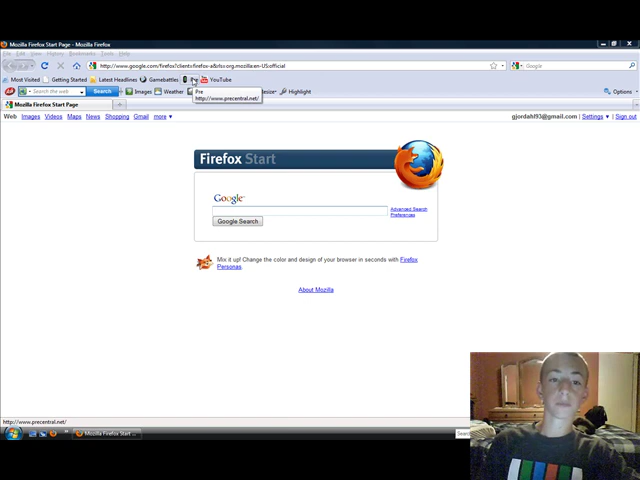 Mozilla Firefox Start Page - Mozilla Firefox
File Edit View History Bookmarks Tools Help
http://www.google.com/firefox?client=firefox-a&rls=org.mozilla:en-US:official
Google
Most Visited Getting Started Latest Headlines Gamebattles Pre YouTube
Pre
http://www.precentral.net/
Search the web Search Images Weather Highlight Options
Mozilla Firefox Start Page
Web Images Videos Maps News Shopping Gmail more
gjordahl93@gmail.com Settings Sign out
Firefox Start
Google
Advanced Search
Preferences
Google Search
Mix it up! Change the color and design of your browser in seconds with Firefox
Personas.
About Mozilla
http://www.precentral.net/
Mozilla Firefox Start ...